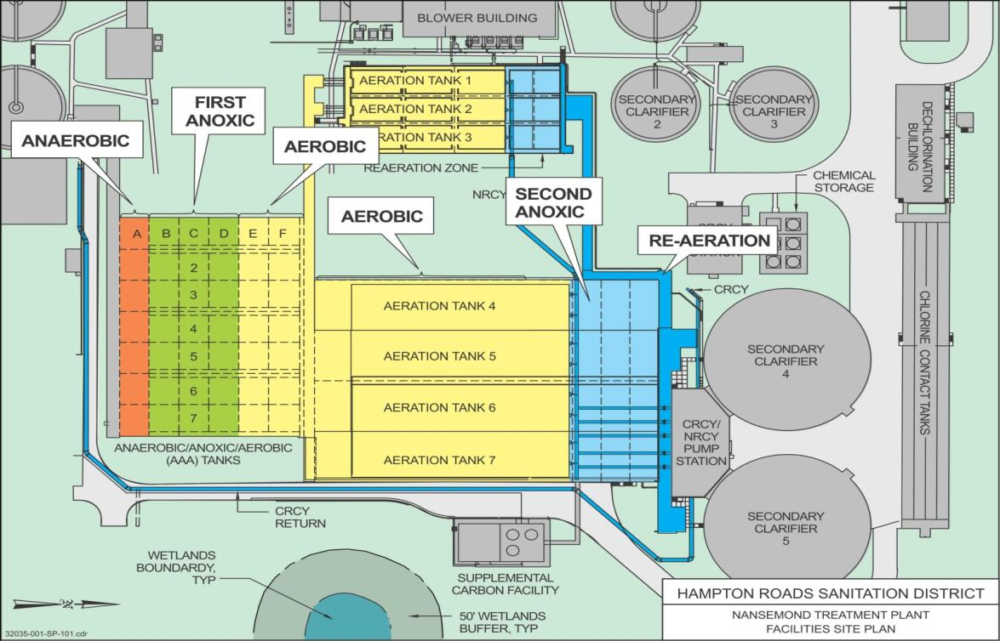 BLOWER BUILDING
AERATION TANK 1
AERATION TANK 2
RATION TANK 3
REAERATION ZONE
FIRST
ANOXIC
ANAEROBIC
AEROBIC
SECONDARY
CLARIFIER
2
SECONDARY
CLARIFIER
3
DECHLORINATION
BUILDING
CHEMICAL
STORAGE
NRCY
SECOND
ANOXIC
AEROBIC
RE-AERATION
CRCY
A B C D E F
2
3
4
5
6
7
AERATION TANK 4
AERATION TANK 5
AERATION TANK 6
AERATION TANK 7
SECONDARY
CLARIFIER
4
CHLORINE CONTACT TANKS
CRCY/
NRCY
PUMP
STATION
ANAEROBIC/ANOXIC/AEROBIC
(AAA) TANKS
CRCY
RETURN
SECONDARY
CLARIFIER
5
WETLANDS
BOUNDARDY,
TYP
SUPPLEMENTAL
CARBON FACILITY
50' WETLANDS
BUFFER, TYP
N
HAMPTON ROADS SANITATION DISTRICT
NANSEMOND TREATMENT PLANT
FACILITIES SITE PLAN
32035-001-SP-101.cdr